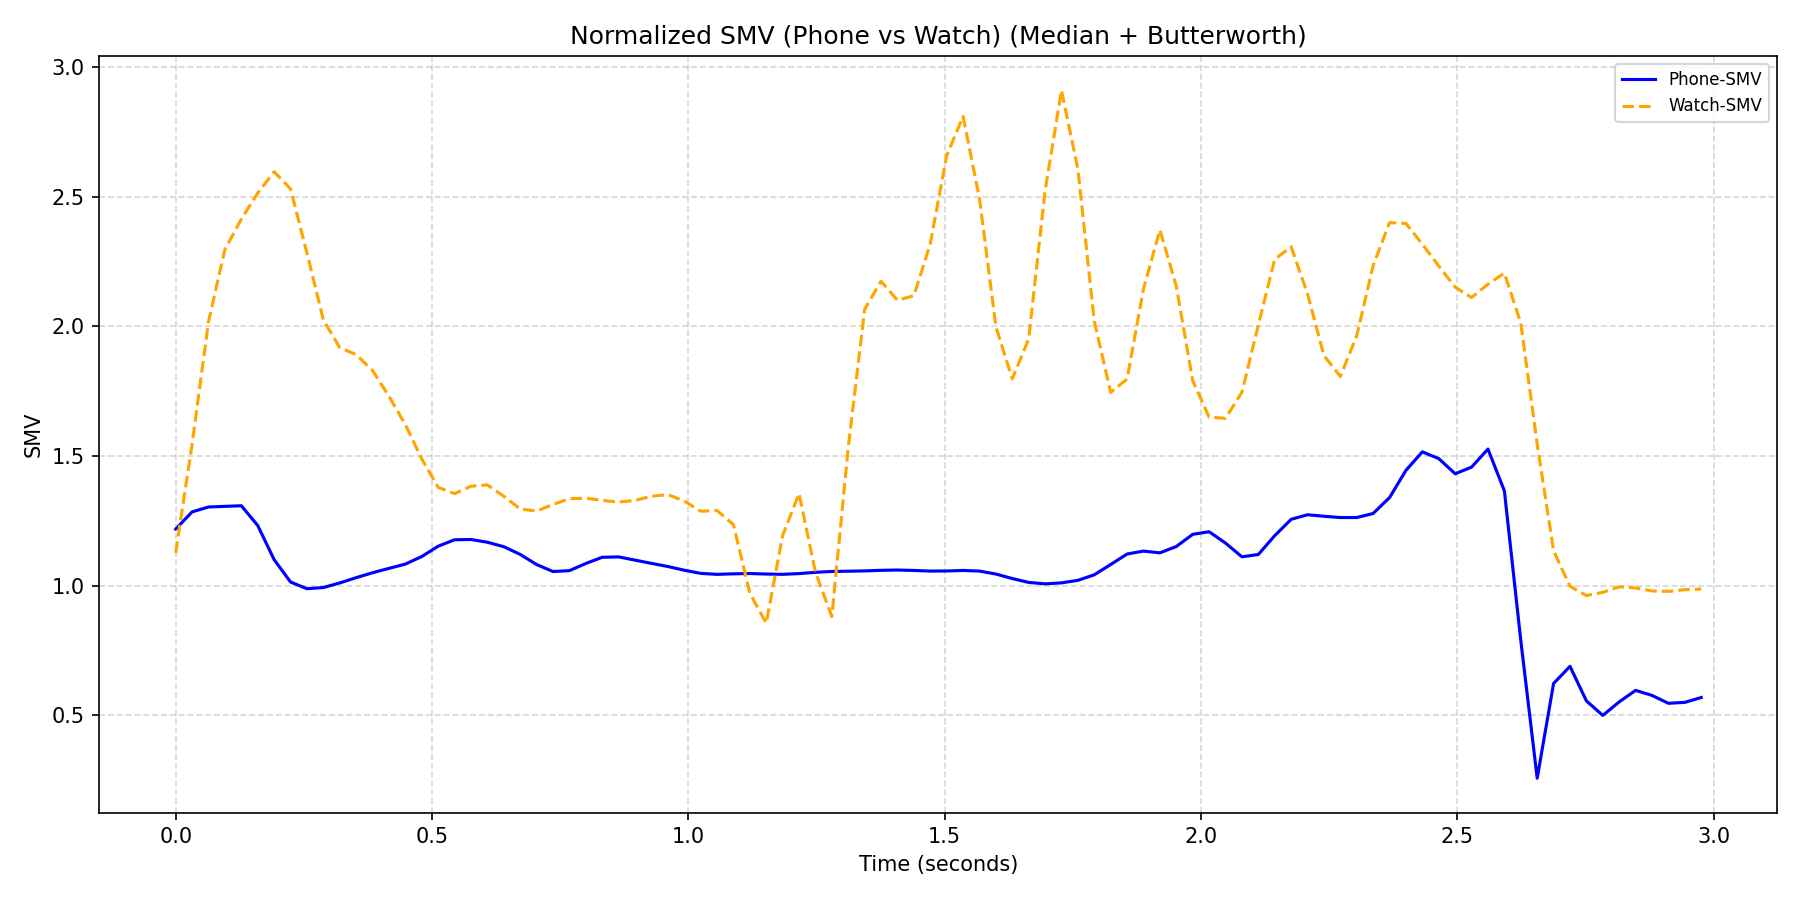 Normalized SMV (Phone vs Watch) (Median + Butterworth)
Phone-SMV
Watch-SMV
SMV
3.0
2.5
2.0
1.5
1.0
0.5
0.0 0.5 1.0 1.5 2.0 2.5 3.0
Time (seconds)